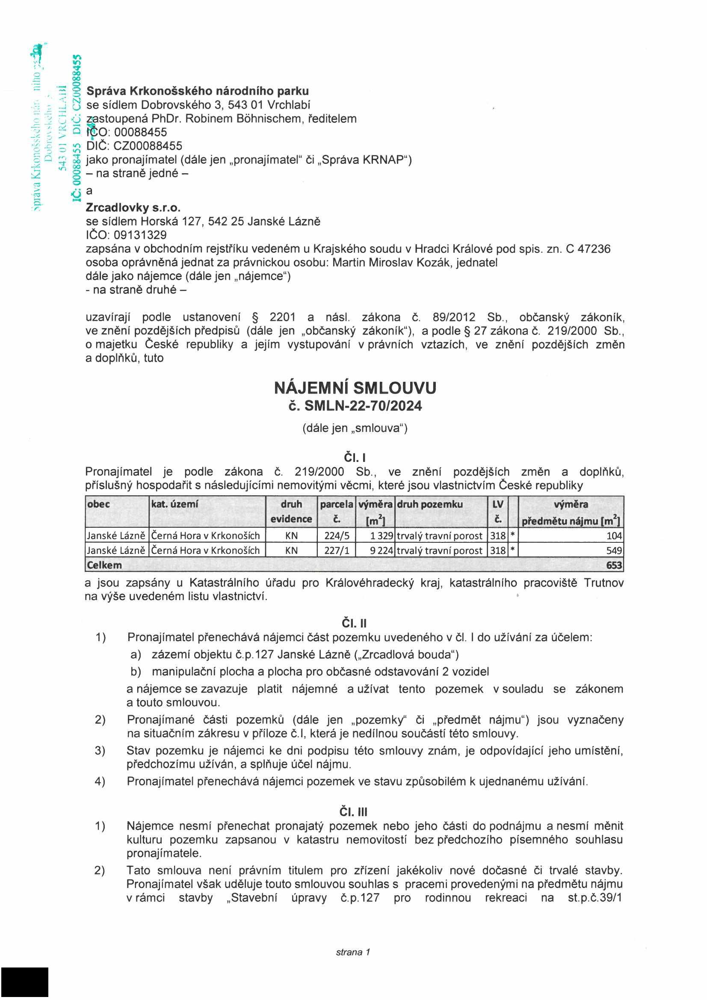 Správa Krkonošského
Dobrovského
543 01 VRCHLABÍ
IČ: 00088455 DIČ: CZ00088455
Správa Krkonošského národního parku
se sídlem Dobrovského 3, 543 01 Vrchlabí
zastoupená PhDr. Robinem Böhnischem, ředitelem
IČO: 00088455
DIČ: CZ00088455
jako pronajímatel (dále jen „pronajímatel“ či „Správa KRNAP“)
– na straně jedné –
a
Zrcadlovky s.r.o.
se sídlem Horská 127, 542 25 Janské Lázně
IČO: 09131329
zapsána v obchodním rejstříku vedeném u Krajského soudu v Hradci Králové pod spis. zn. C 47236
osoba oprávněná jednat za právnickou osobu: Martin Miroslav Kozák, jednatel
dále jako nájemce (dále jen „nájemce“)
- na straně druhé –
uzavírají podle ustanovení § 2201 a násl. zákona č. 89/2012 Sb., občanský zákoník,
ve znění pozdějších předpisů (dále jen „občanský zákoník“), a podle § 27 zákona č. 219/2000 Sb.,
o majetku České republiky a jejím vystupování v právních vztazích, ve znění pozdějších změn
a doplňků, tuto
NÁJEMNÍ SMLOUVU
č. SMLN-22-70/2024
(dále jen „smlouva“)
Čl. I
Pronajímatel je podle zákona č. 219/2000 Sb., ve znění pozdějších změn a doplňků,
příslušný hospodařit s následujícími nemovitými věcmi, které jsou vlastnictvím České republiky
obec kat. území druh evidence parcela č. výměra [m²] druh pozemku LV č. výměra předmětu nájmu [m²]
Janské Lázně Černá Hora v Krkonoších KN 224/5 1 329 trvalý travní porost 318 * 104
Janské Lázně Černá Hora v Krkonoších KN 227/1 9 224 trvalý travní porost 318 * 549
Celkem 653
a jsou zapsány u Katastrálního úřadu pro Královéhradecký kraj, katastrálního pracoviště Trutnov
na výše uvedeném listu vlastnictví.
Čl. II
1) Pronajímatel přenechává nájemci část pozemku uvedeného v čl. I do užívání za účelem:
a) zázemí objektu č.p.127 Janské Lázně („Zrcadlová bouda“)
b) manipulační plocha a plocha pro občasné odstavování 2 vozidel
a nájemce se zavazuje platit nájemné a užívat tento pozemek v souladu se zákonem
a touto smlouvou.
2) Pronajímané části pozemků (dále jen „pozemky“ či „předmět nájmu“) jsou vyznačeny
na situačním zákresu v příloze č.I, která je nedílnou součástí této smlouvy.
3) Stav pozemku je nájemci ke dni podpisu této smlouvy znám, je odpovídající jeho umístění,
předchozímu užíván, a splňuje účel nájmu.
4) Pronajímatel přenechává nájemci pozemek ve stavu způsobilém k ujednanému užívání.
Čl. III
1) Nájemce nesmí přenechat pronajatý pozemek nebo jeho části do podnájmu a nesmí měnit
kulturu pozemku zapsanou v katastru nemovitostí bez předchozího písemného souhlasu
pronajímatele.
2) Tato smlouva není právním titulem pro zřízení jakékoliv nové dočasné či trvalé stavby.
Pronajímatel však uděluje touto smlouvou souhlas s pracemi provedenými na předmětu nájmu
v rámci stavby „Stavební úpravy č.p.127 pro rodinnou rekreaci na st.p.č.39/1
strana 1